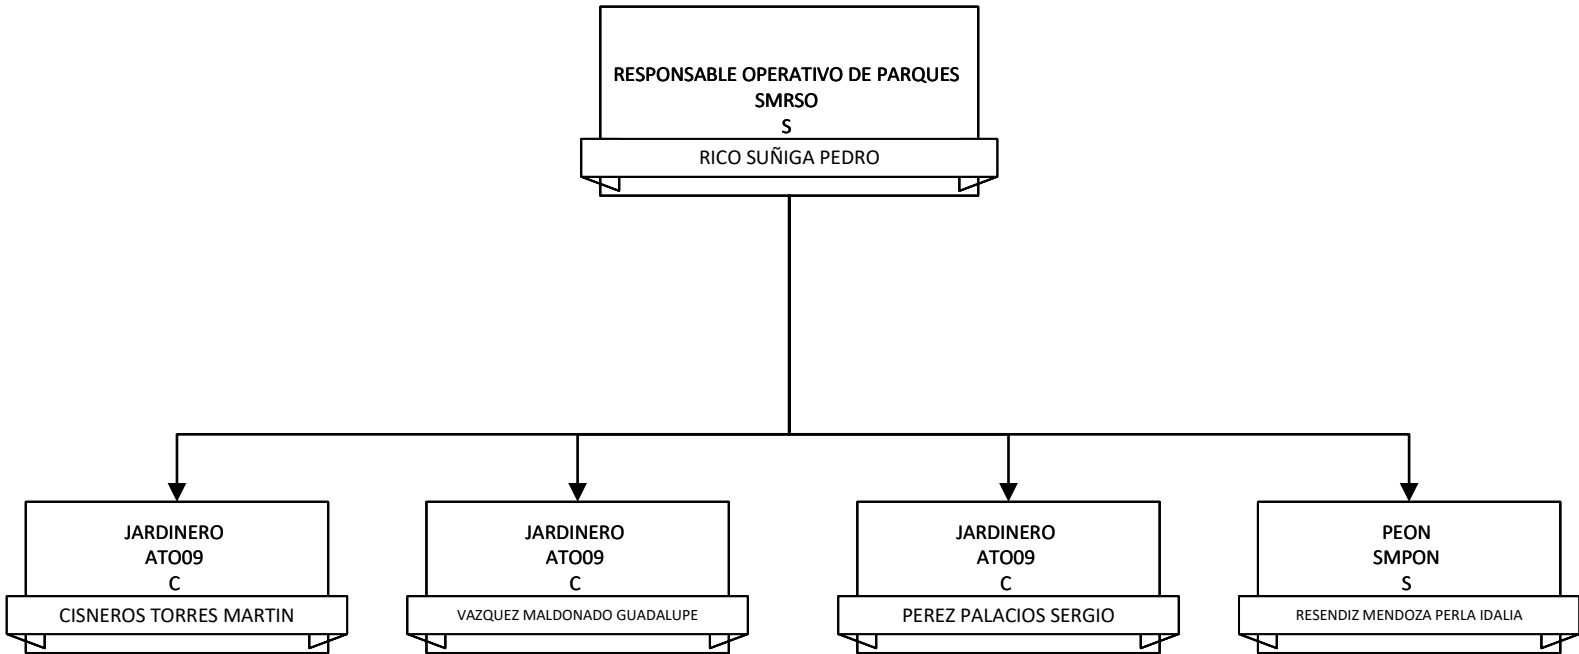 RESPONSABLE OPERATIVO DE PARQUES
SMRSO
S
RICO SUÑIGA PEDRO
JARDINERO
ATO09
C
CISNEROS TORRES MARTIN
JARDINERO
ATO09
C
VAZQUEZ MALDONADO GUADALUPE
JARDINERO
ATO09
C
PEREZ PALACIOS SERGIO
PEON
SMPON
S
RESENDIZ MENDOZA PERLA IDALIA